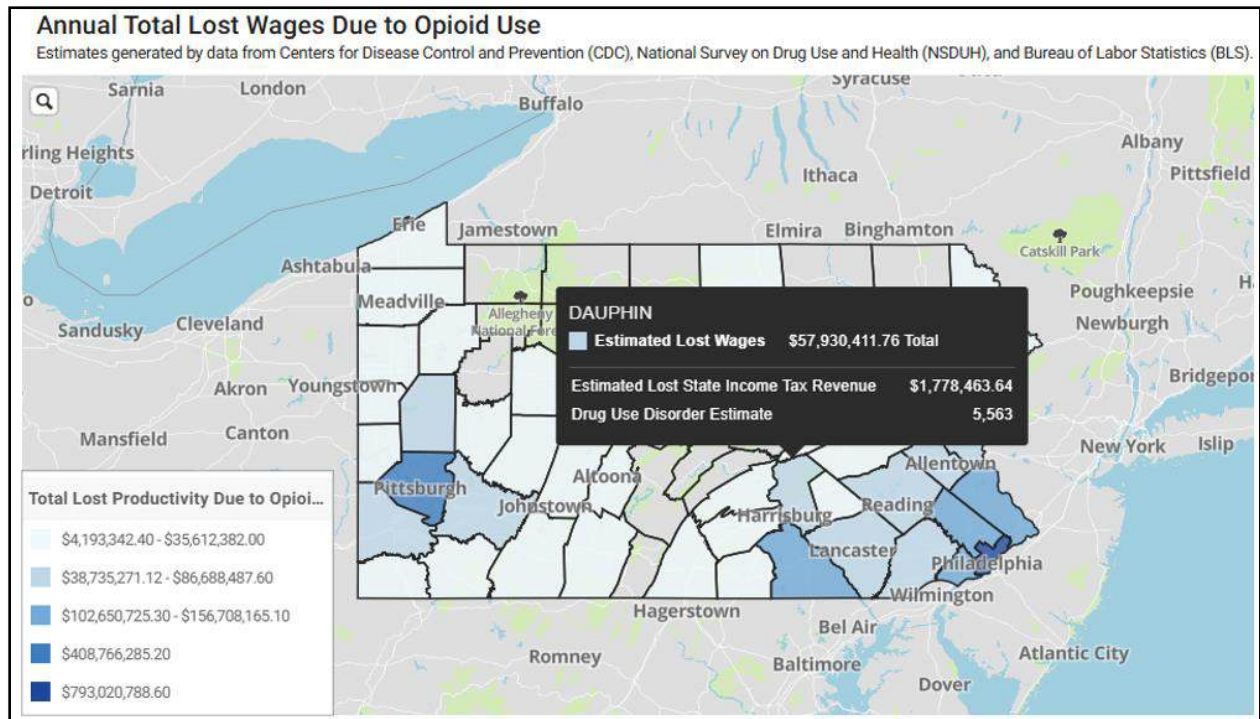 Annual Total Lost Wages Due to Opioid Use
Estimates generated by data from Centers for Disease Control and Prevention (CDC), National Survey on Drug Use and Health (NSDUH), and Bureau of Labor Statistics (BLS).
Sarnia
London
Buffalo
Syracuse
rling Heights
Albany
Detroit
Ithaca
Pittsfield
Erie
Jamestown
Elmira
Binghamton
Catskill Park
Ashtabula
Meadville
Allegheny
National Fore
Poughkeepsie
Sandusky
Cleveland
Newburgh
DAUPHIN
Estimated Lost Wages $57,930,411.76 Total
Estimated Lost State Income Tax Revenue $1,778,463.64
Drug Use Disorder Estimate 5,563
Akron
Youngstown
Bridgepor
Mansfield
Canton
New York
Islip
Allentown
Pittsburgh
Altoona
Johnstown
Harrisburg
Reading
Lancaster
Philadelphia
Wilmington
Hagerstown
Bel Air
Romney
Baltimore
Atlantic City
Dover
Total Lost Productivity Due to Opioi...
$4,193,342.40 - $35,612,382.00
$38,735,271.12 - $86,688,487.60
$102,650,725.30 - $156,708,165.10
$408,766,285.20
$793,020,788.60